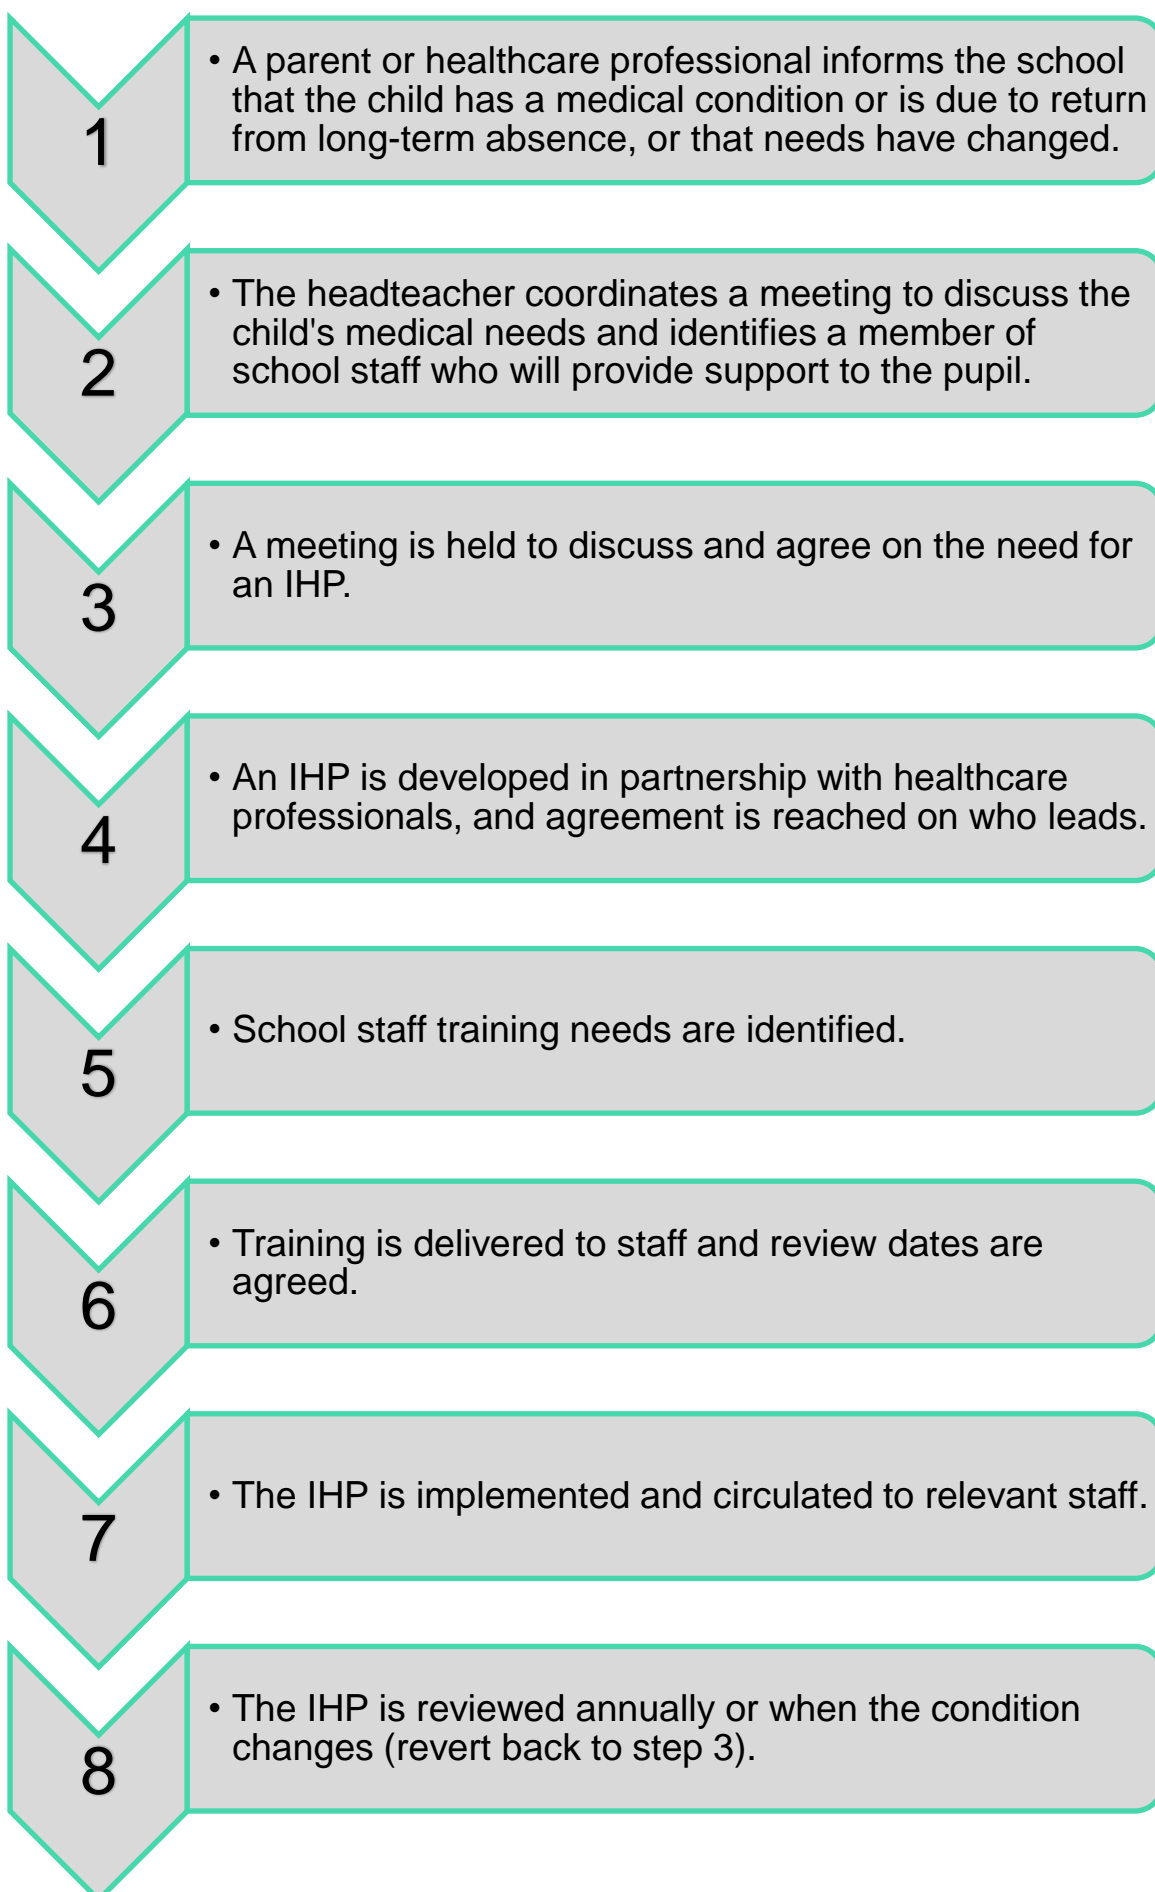 1
• A parent or healthcare professional informs the school
that the child has a medical condition or is due to return
from long-term absence, or that needs have changed.
2
• The headteacher coordinates a meeting to discuss the
child's medical needs and identifies a member of
school staff who will provide support to the pupil.
3
• A meeting is held to discuss and agree on the need for
an IHP.
4
• An IHP is developed in partnership with healthcare
professionals, and agreement is reached on who leads.
5
• School staff training needs are identified.
6
• Training is delivered to staff and review dates are
agreed.
7
• The IHP is implemented and circulated to relevant staff.
8
• The IHP is reviewed annually or when the condition
changes (revert back to step 3).